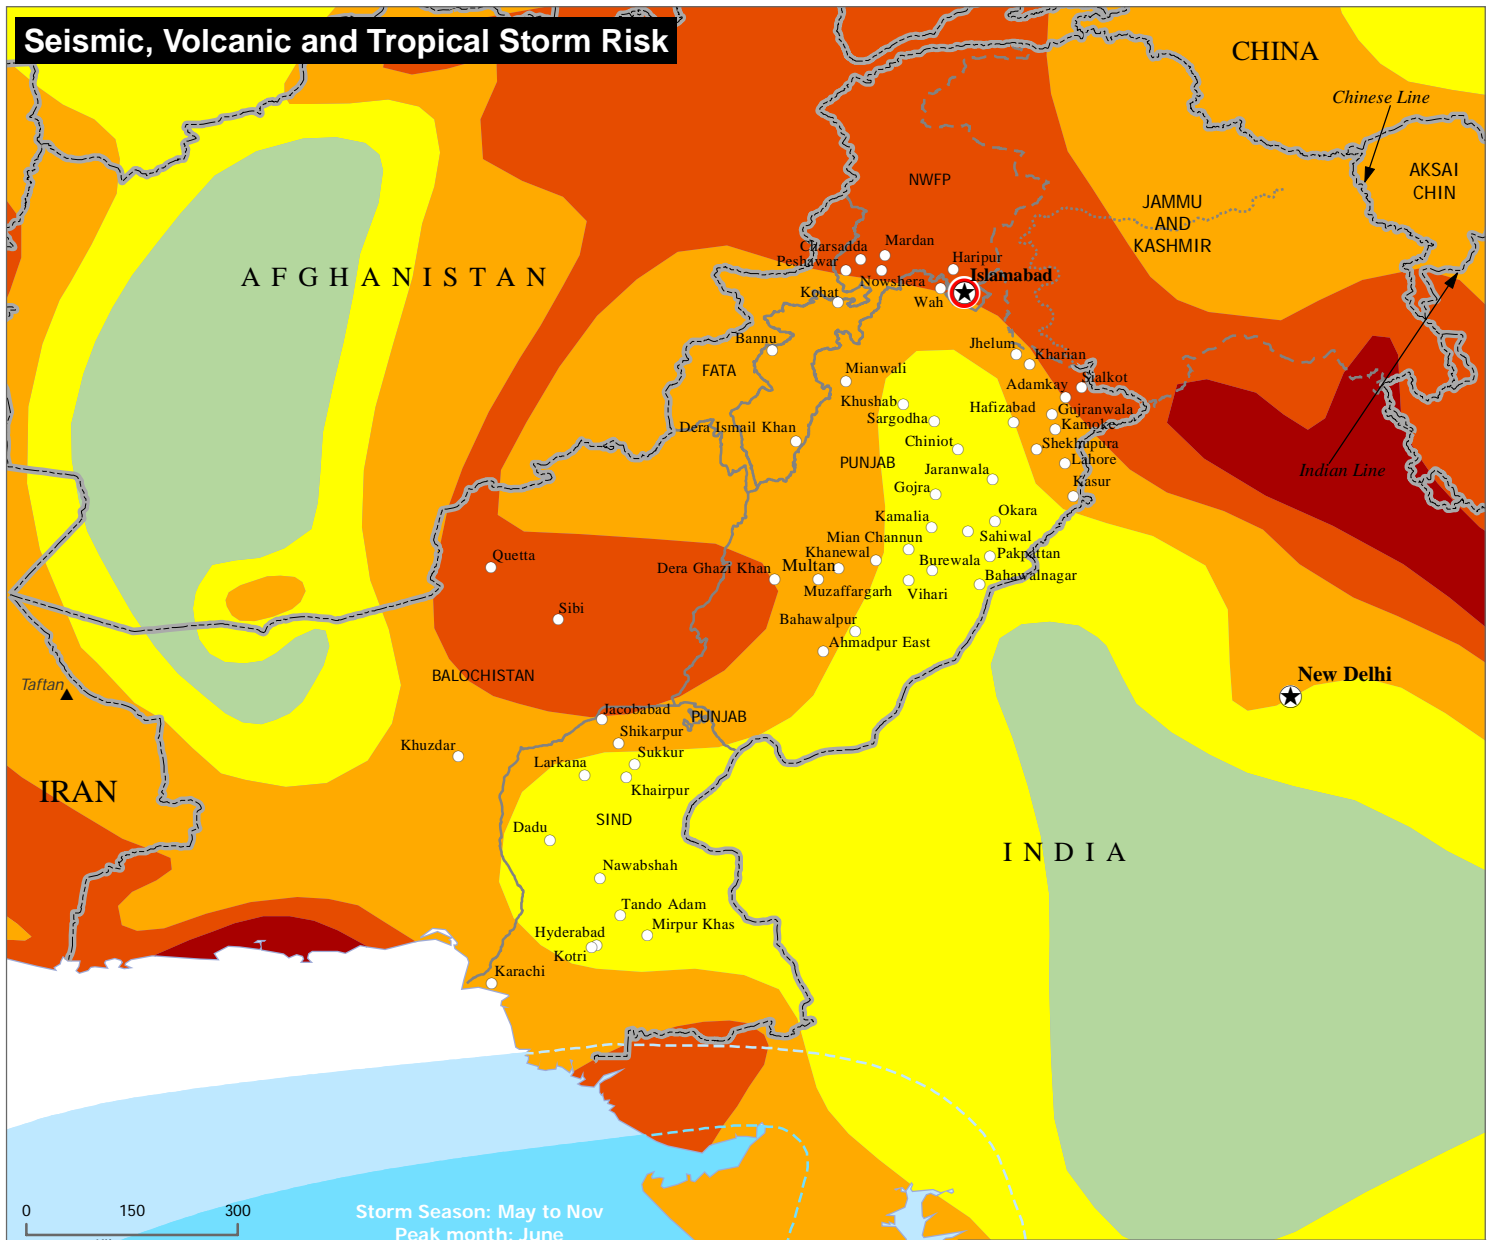 Seismic, Volcanic and Tropical Storm Risk
CHINA
Chinese Line
AKSAI
CHIN
NWFP
JAMMU
AND
KASHMIR
AFGHANISTAN
Charsadda
Mardan
Peshawar
Haripur
Nowshera
Islamabad
Kohat
Wah
Bannu
Jhelum
Kharian
FATA
Mianwali
Adamkay
Sialkot
Khushab
Hafizabad
Gujranwala
Sargodha
Kamoke
Dera Ismail Khan
Chiniot
Shekhupura
PUNJAB
Lahore
Indian Line
Jaranwala
Kasur
Gojra
Okara
Kamalia
Sahiwal
Mian Channun
Quetta
Khanewal
Pakpattan
Dera Ghazi Khan
Multan
Burewala
Bahawalnagar
Muzaffargarh
Vihari
Sibi
Bahawalpur
Ahmadpur East
BALOCHISTAN
New Delhi
Taftan
Jacobabad
PUNJAB
Shikarpur
Khuzdar
Sukkur
Larkana
Khairpur
IRAN
SIND
Dadu
INDIA
Nawabshah
Tando Adam
Mirpur Khas
Hyderabad
Kotri
Karachi
0 150 300
Storm Season: May to Nov
Peak month: June